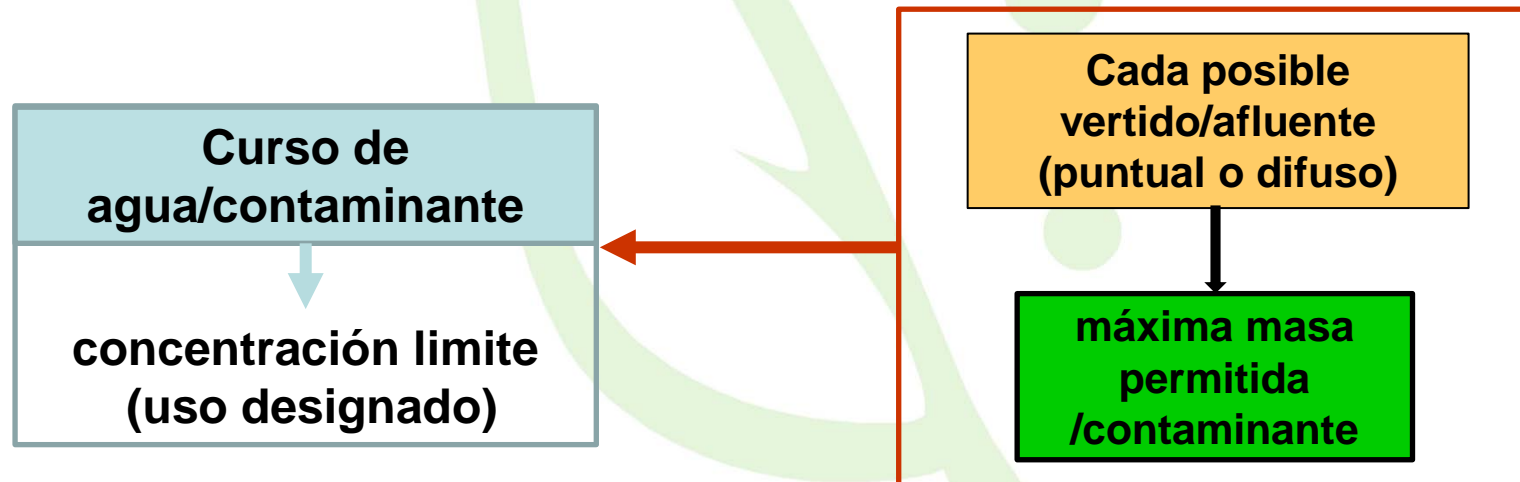 Curso de
agua/contaminante
concentración limite
(uso designado)
Cada posible
vertido/afluente
(puntual o difuso)
máxima masa
permitida
/contaminante